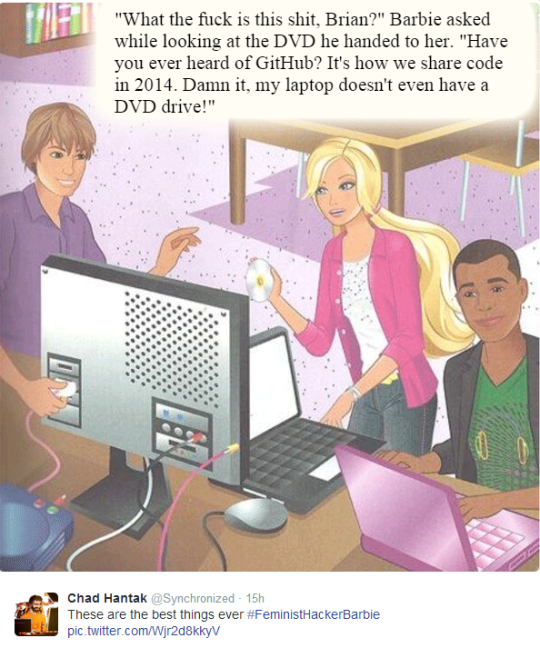 "What the fuck is this shit, Brian?" Barbie asked
while looking at the DVD he handed to her. "Have
you ever heard of GitHub? It's how we share code
in 2014. Damn it, my laptop doesn't even have a
DVD drive!"
Chad Hantak @Synchronized · 15h
These are the best things ever #FeministHackerBarbie
pic.twitter.com/Wjr2d8kkyV